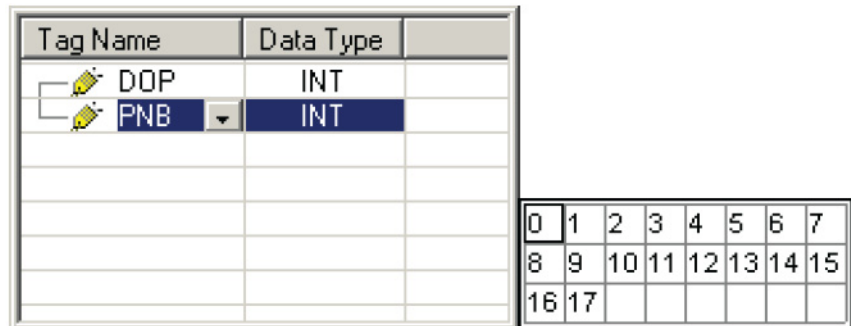 Tag Name Data Type
DOP INT
PNB INT
0 1 2 3 4 5 6 7
8 9 10 11 12 13 14 15
16 17